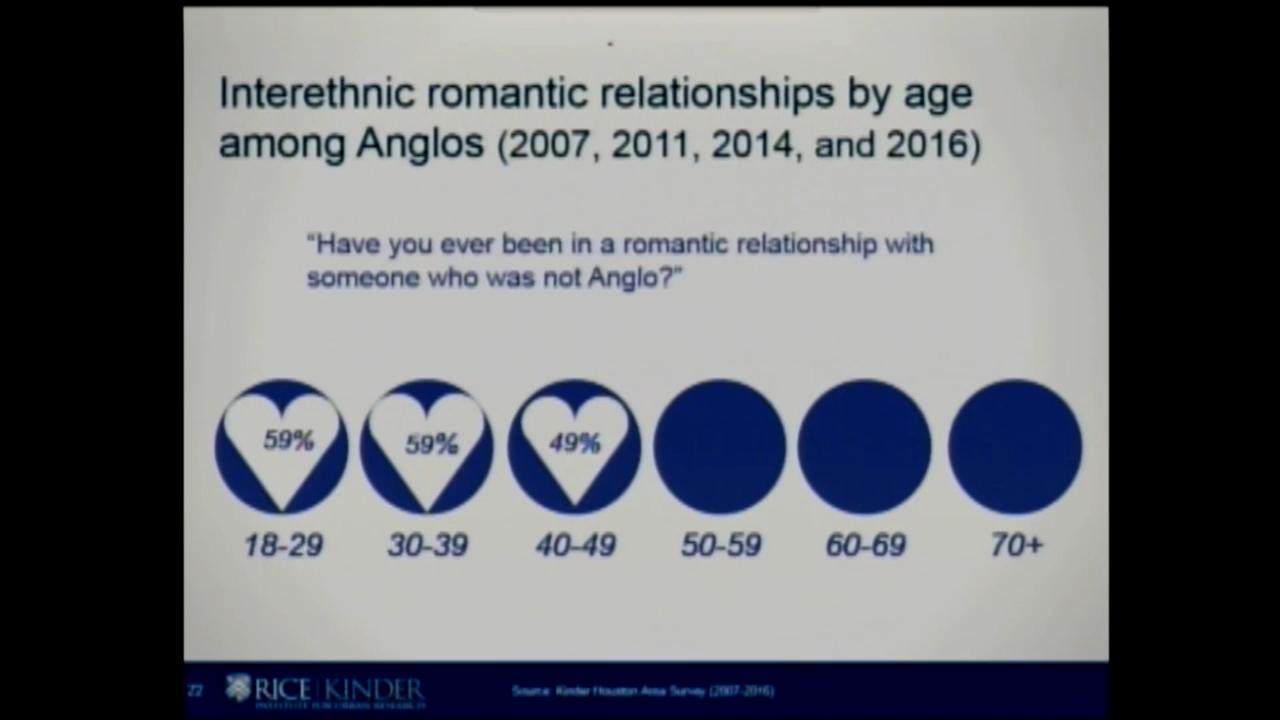 Interethnic romantic relationships by age
among Anglos (2007, 2011, 2014, and 2016)
"Have you ever been in a romantic relationship with
someone who was not Anglo?"
59% 59% 49%
18-29 30-39 40-49 50-59 60-69 70+
22 RICE | KINDER Source: Kinder Houston Area Survey (2007-2016)
INSTITUTE FOR URBAN RESEARCH